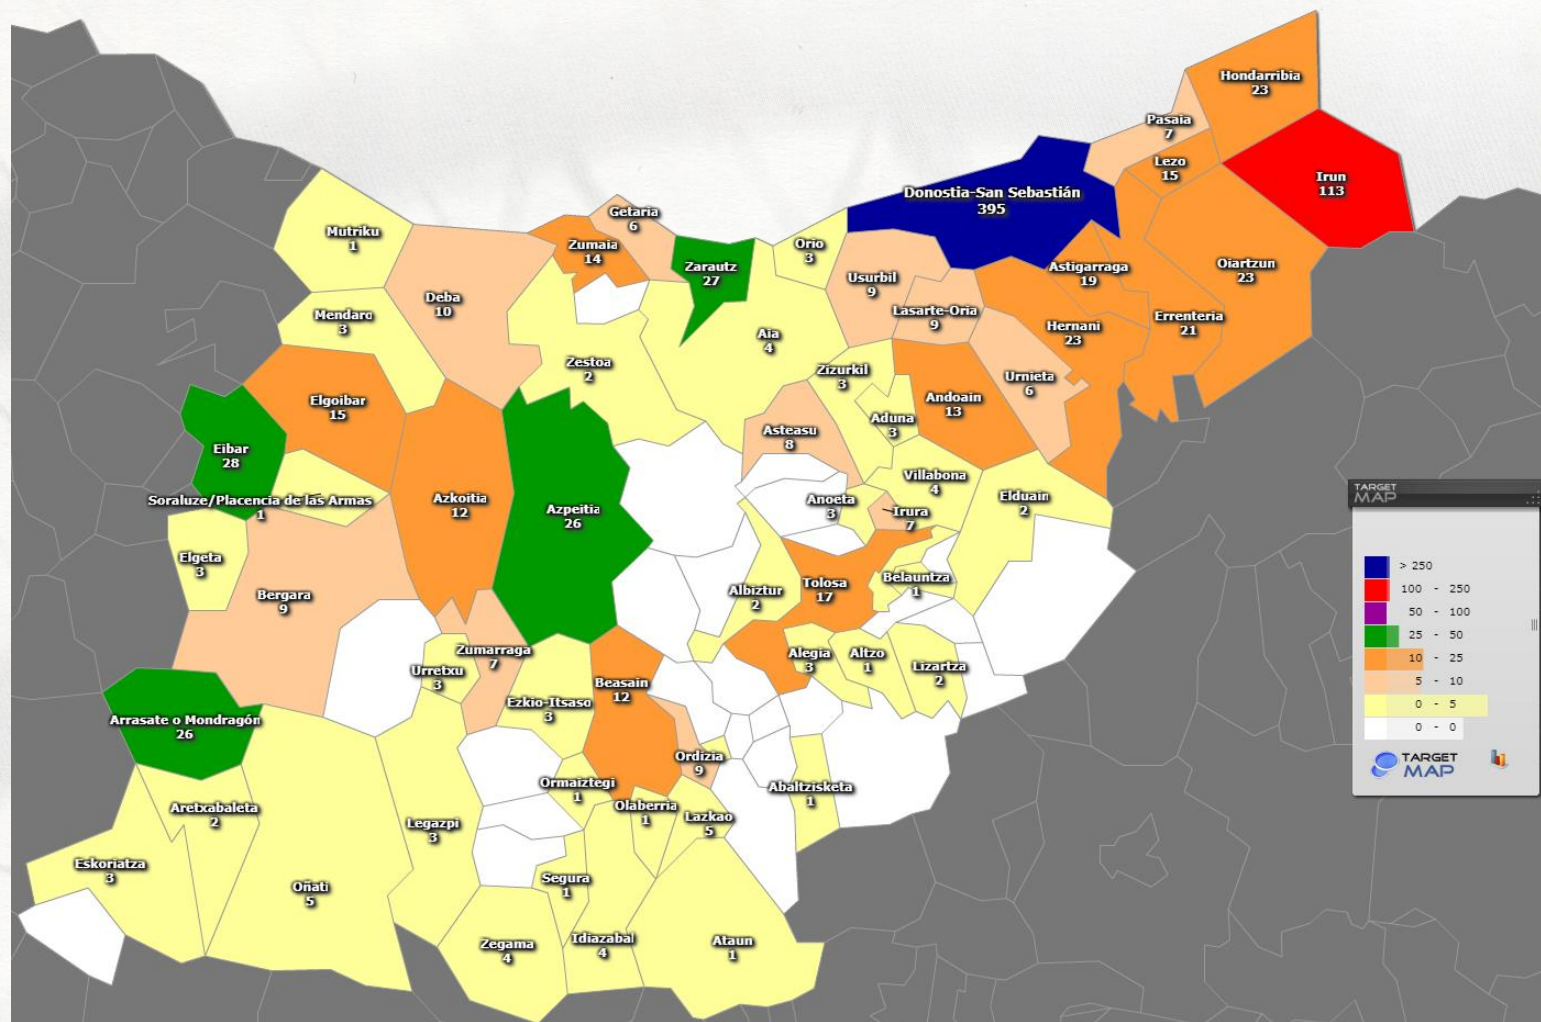 Hondarribia
23
Pasaia
7
Lezo
15
Irun
113
Donostia-San Sebastián
395
Getaria
6
Mutriku
1
Zumaia
14
Orio
3
Zarautz
27
Usurbil
9
Astigarraga
19
Oiartzun
23
Deba
10
Mendaro
3
Lasarte-Oria
9
Errenteria
21
Hernani
23
Aia
4
Zestoa
2
Zizurkil
3
Urnieta
6
Elgoibar
15
Andoain
13
Aduna
3
Asteasu
8
Eibar
28
Villabona
4
Soraluze/Placencia de las Armas
1
Azkoitia
12
Azpeitia
26
Anoeta
3
Irura
7
Elduain
2
Elgeta
3
Bergara
9
Albiztur
2
Tolosa
17
Belauntza
1
Urretxu
3
Zumarraga
7
Alegia
3
Altzo
1
Lizartza
2
Beasain
12
Ezkio-Itsaso
3
Arrasate o Mondragón
26
Ordizia
9
Ormaiztegi
1
Abaltzisketa
1
Olaberria
1
Lazkao
5
Aretxabaleta
2
Legazpi
3
Eskoriatza
3
Oñati
5
Segura
1
Zegama
4
Idiazabal
4
Ataun
1
TARGET
MAP
> 250
100 - 250
50 - 100
25 - 50
10 - 25
5 - 10
0 - 5
0 - 0
TARGET
MAP